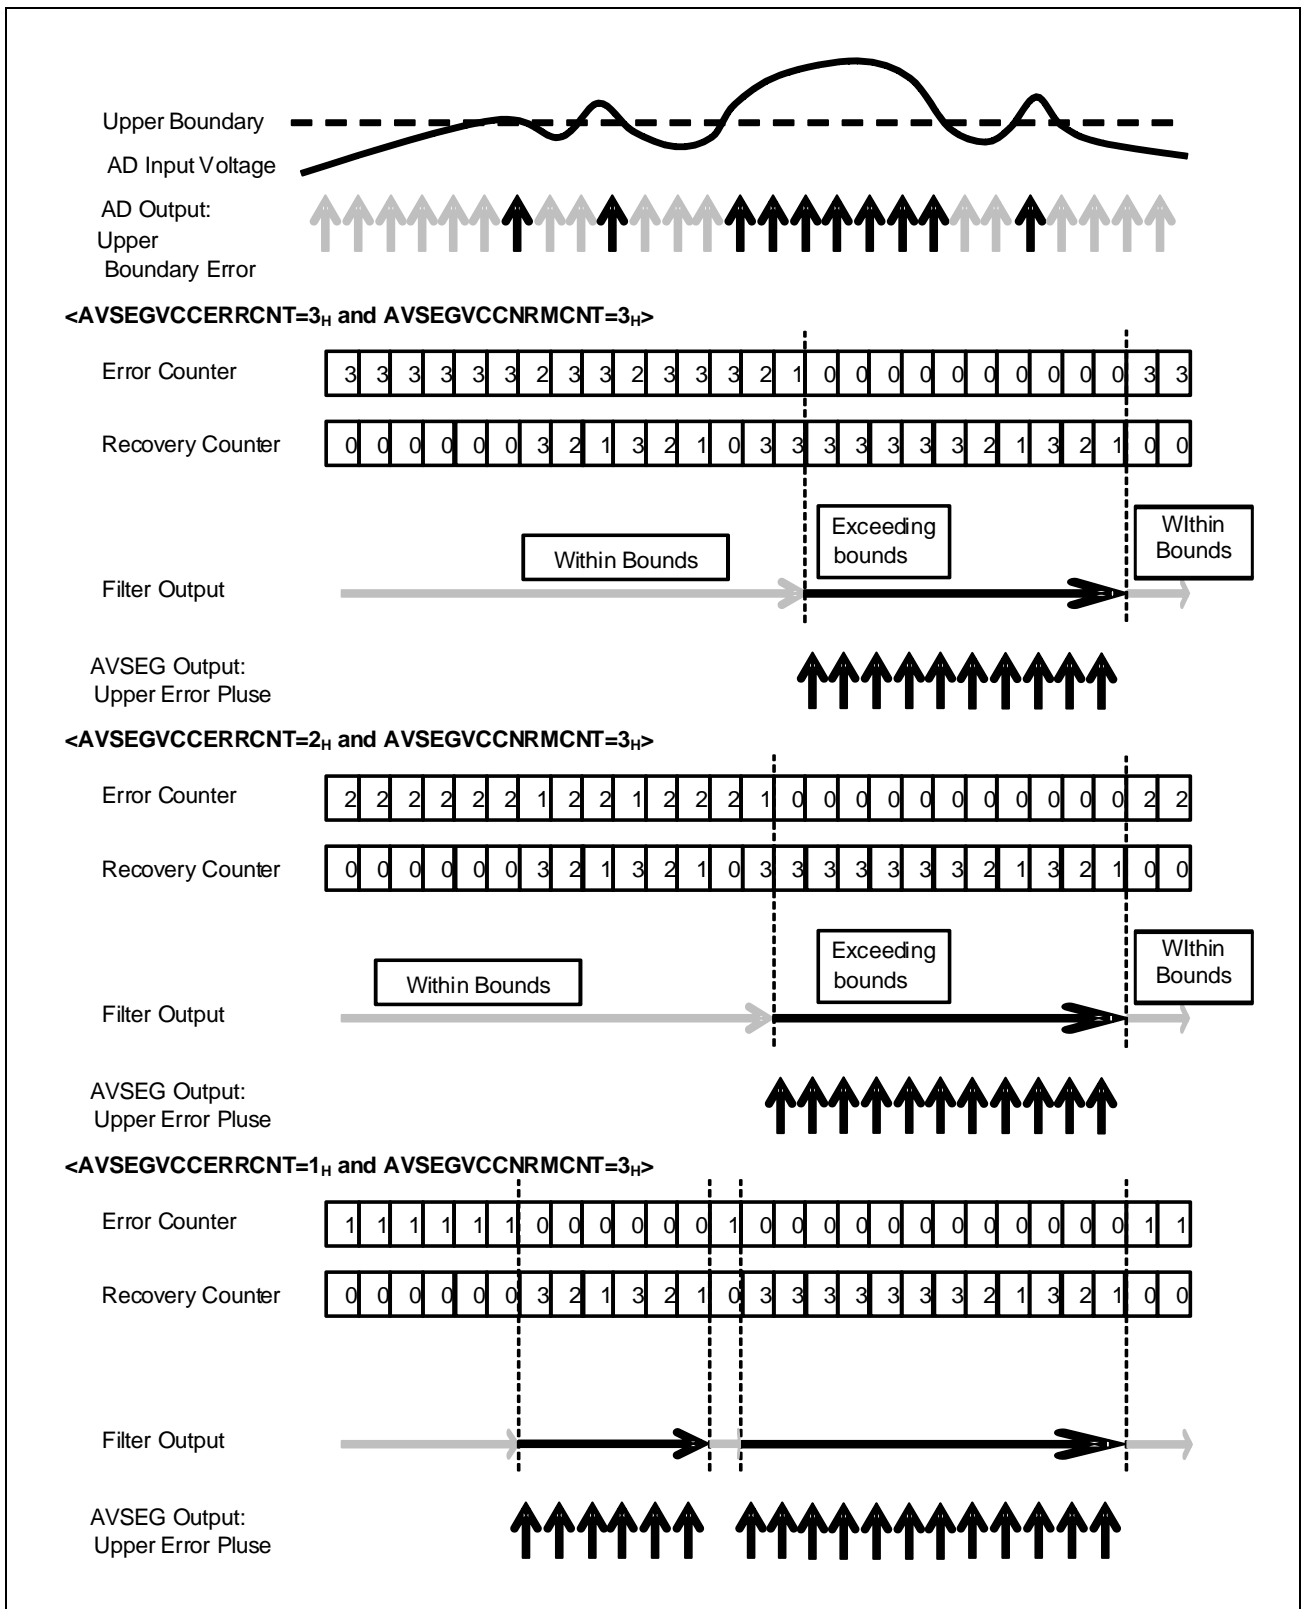 Upper Boundary
AD Input Voltage
AD Output:
Upper
Boundary Error
<AVSEGVCCERRCNT=3H and AVSEGVCCNRMCNT=3H>
Error Counter 3 3 3 3 3 3 2 3 3 2 3 3 3 2 1 0 0 0 0 0 0 0 0 0 0 3 3
Recovery Counter 0 0 0 0 0 0 3 2 1 3 2 1 0 3 3 3 3 3 3 3 2 1 3 2 1 0 0
Exceeding
bounds
WIthin
Bounds
Within Bounds
Filter Output
AVSEG Output:
Upper Error Pluse
<AVSEGVCCERRCNT=2H and AVSEGVCCNRMCNT=3H>
Error Counter 2 2 2 2 2 2 1 2 2 1 2 2 2 1 0 0 0 0 0 0 0 0 0 0 0 2 2
Recovery Counter 0 0 0 0 0 0 3 2 1 3 2 1 0 3 3 3 3 3 3 3 2 1 3 2 1 0 0
Exceeding
bounds
WIthin
Bounds
Within Bounds
Filter Output
AVSEG Output:
Upper Error Pluse
<AVSEGVCCERRCNT=1H and AVSEGVCCNRMCNT=3H>
Error Counter 1 1 1 1 1 1 0 0 0 0 0 0 1 0 0 0 0 0 0 0 0 0 0 0 0 1 1
Recovery Counter 0 0 0 0 0 0 3 2 1 3 2 1 0 3 3 3 3 3 3 3 2 1 3 2 1 0 0
Filter Output
AVSEG Output:
Upper Error Pluse